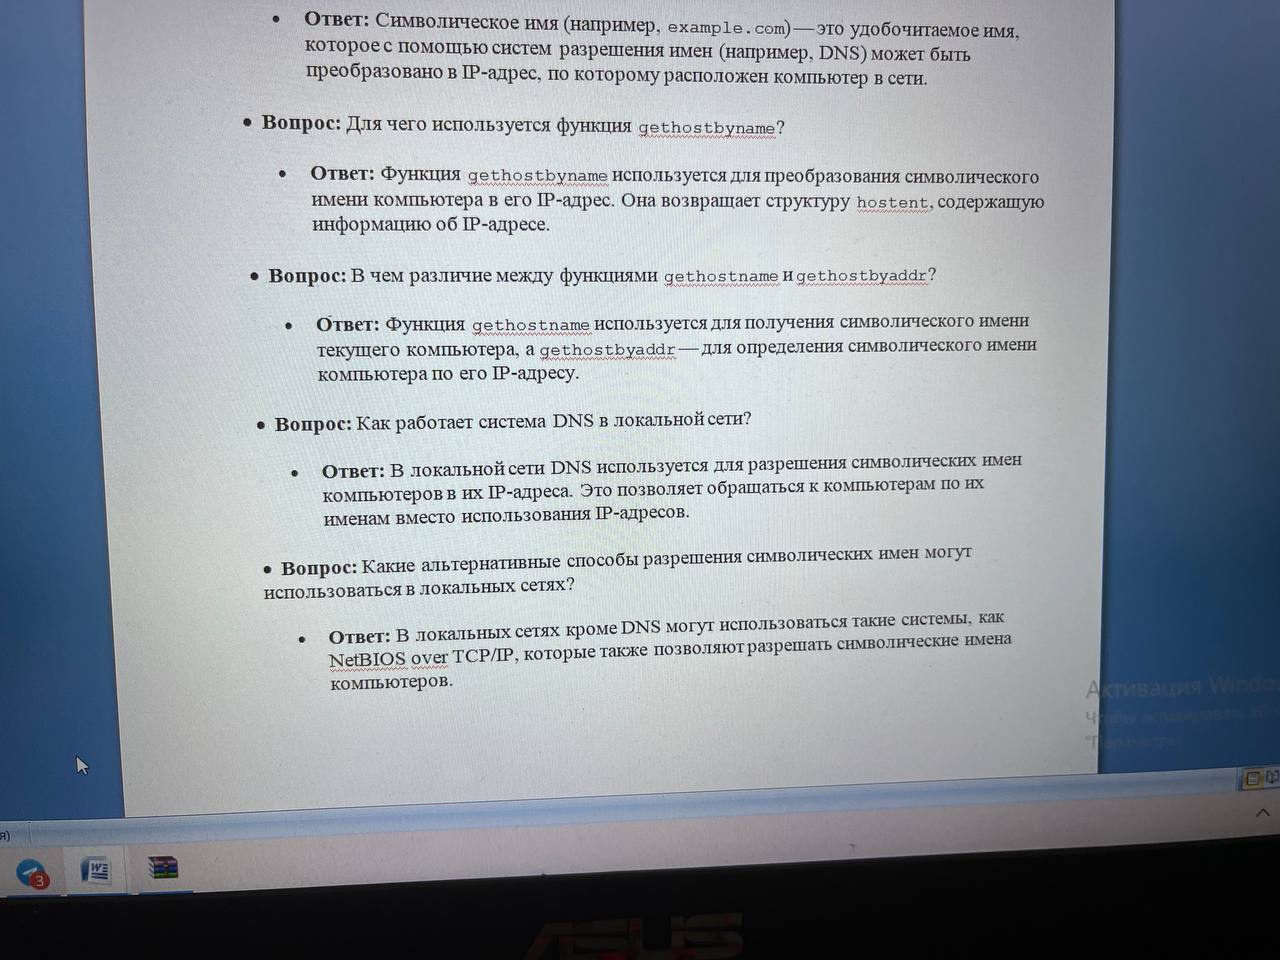 • Ответ: Символическое имя (например, example.com) — это удобочитаемое имя,
которое с помощью систем разрешения имен (например, DNS) может быть
преобразовано в IP-адрес, по которому расположен компьютер в сети.
• Вопрос: Для чего используется функция gethostbyname?
• Ответ: Функция gethostbyname используется для преобразования символического
имени компьютера в его IP-адрес. Она возвращает структуру hostent, содержащую
информацию об IP-адресе.
• Вопрос: В чем различие между функциями gethostname и gethostbyaddr?
• Ответ: Функция gethostname используется для получения символического имени
текущего компьютера, а gethostbyaddr — для определения символического имени
компьютера по его IP-адресу.
• Вопрос: Как работает система DNS в локальной сети?
• Ответ: В локальной сети DNS используется для разрешения символических имен
компьютеров в их IP-адреса. Это позволяет обращаться к компьютерам по их
именам вместо использования IP-адресов.
• Вопрос: Какие альтернативные способы разрешения символических имен могут
использоваться в локальных сетях?
• Ответ: В локальных сетях кроме DNS могут использоваться такие системы, как
NetBIOS over TCP/IP, которые также позволяют разрешать символические имена
компьютеров.
Активация Windo
Чтобы активировать
"Параметры
я)
3
W
ASUS